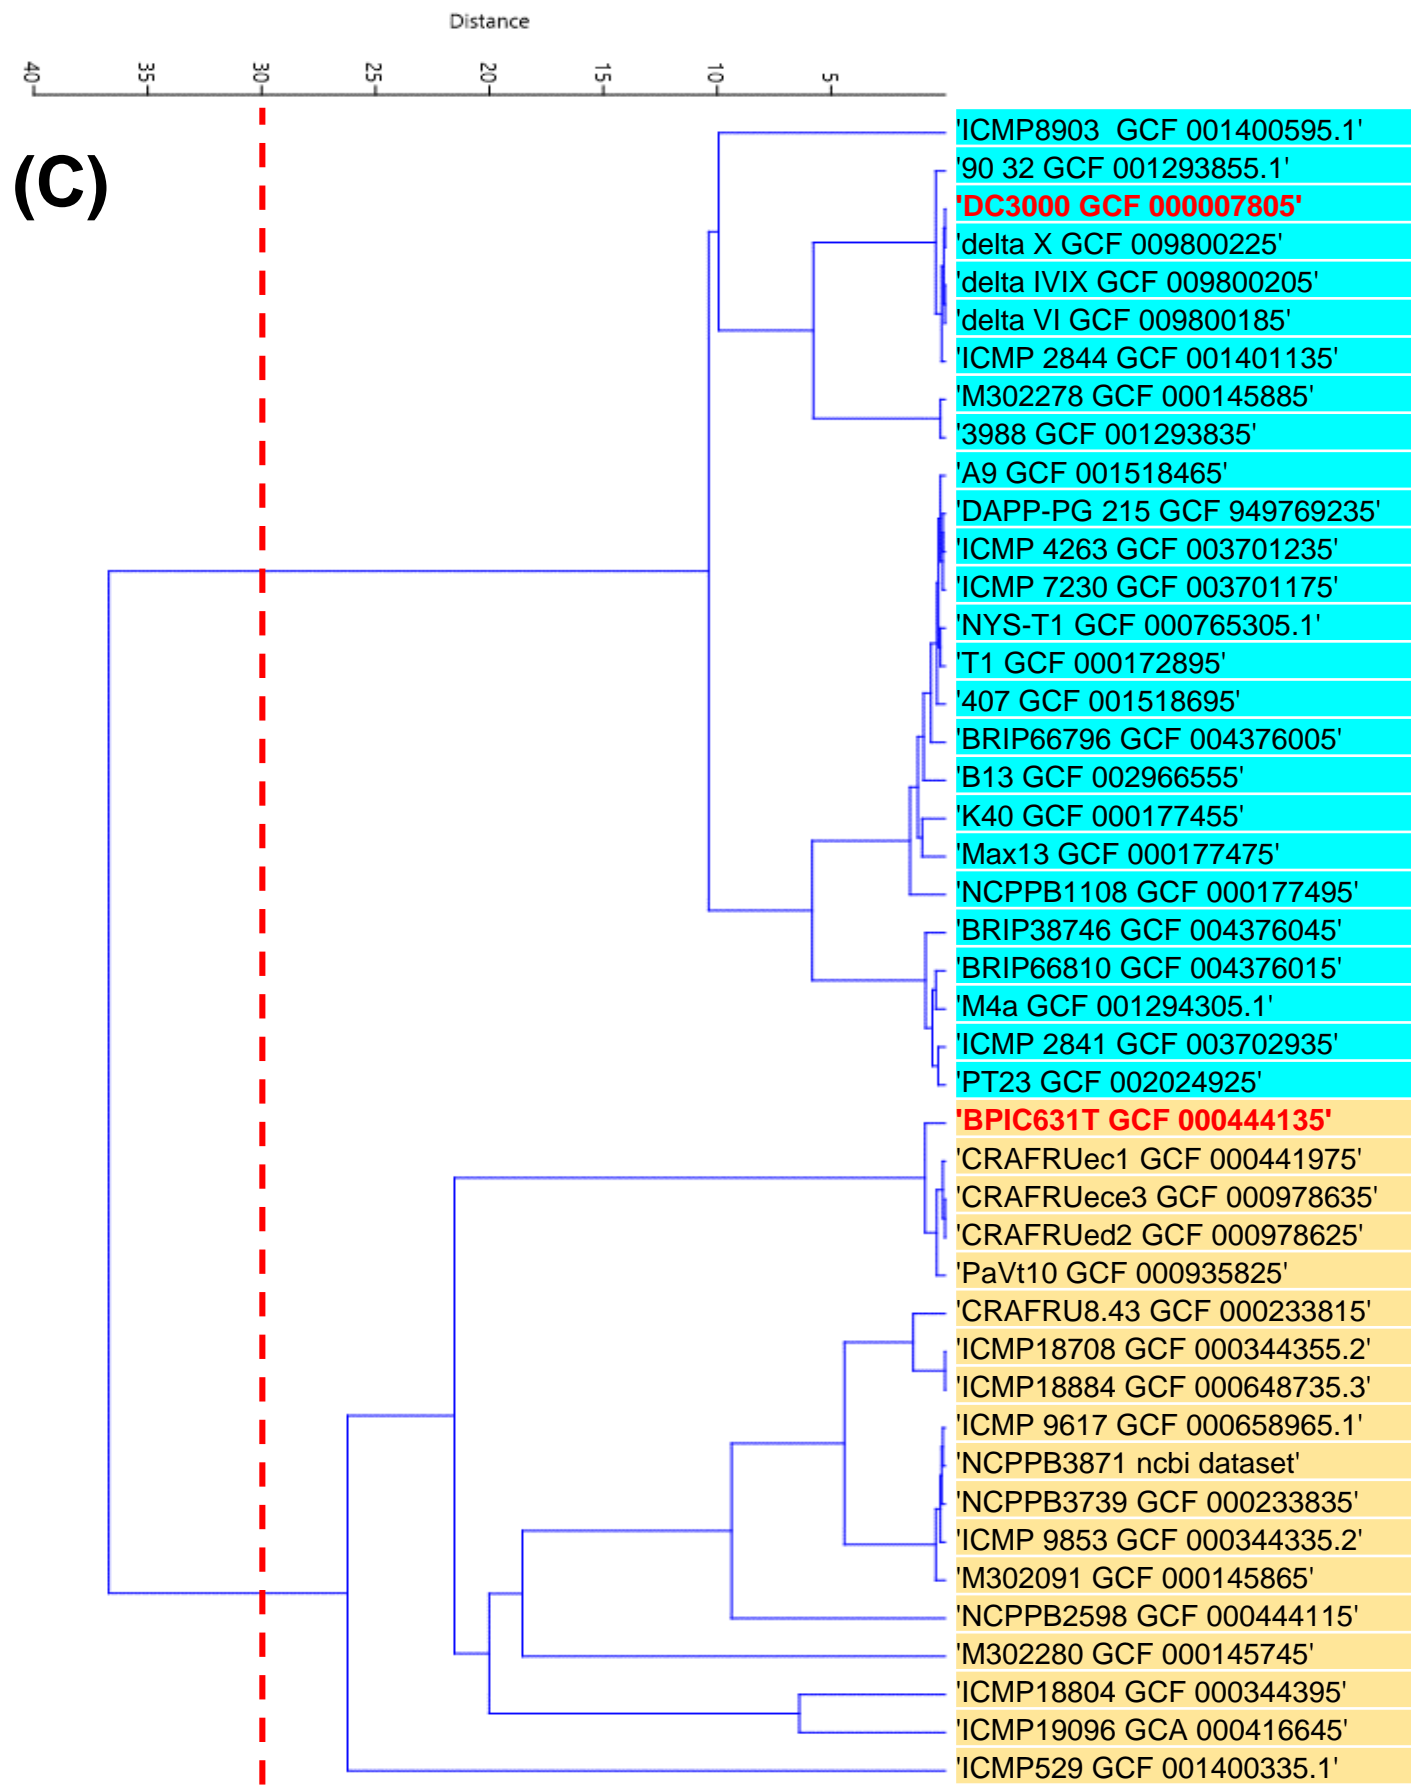 Distance
40
35
30
25
20
15
10
5
(C)
'ICMP8903  GCF 001400595.1'
'90 32 GCF 001293855.1'
'DC3000 GCF 000007805'
'delta X GCF 009800225'
'delta IVIX GCF 009800205'
'delta VI GCF 009800185'
'ICMP 2844 GCF 001401135'
'M302278 GCF 000145885'
'3988 GCF 001293835'
'A9 GCF 001518465'
'DAPP-PG 215 GCF 949769235'
'ICMP 4263 GCF 003701235'
'ICMP 7230 GCF 003701175'
'NYS-T1 GCF 000765305.1'
'T1 GCF 000172895'
'407 GCF 001518695'
'BRIP66796 GCF 004376005'
'B13 GCF 002966555'
'K40 GCF 000177455'
'Max13 GCF 000177475'
'NCPPB1108 GCF 000177495'
'BRIP38746 GCF 004376045'
'BRIP66810 GCF 004376015'
'M4a GCF 001294305.1'
'ICMP 2841 GCF 003702935'
'PT23 GCF 002024925'
'BPIC631T GCF 000444135'
'CRAFRUec1 GCF 000441975'
'CRAFRUece3 GCF 000978635'
'CRAFRUed2 GCF 000978625'
'PaVt10 GCF 000935825'
'CRAFRU8.43 GCF 000233815'
'ICMP18708 GCF 000344355.2'
'ICMP18884 GCF 000648735.3'
'ICMP 9617 GCF 000658965.1'
'NCPPB3871 ncbi dataset'
'NCPPB3739 GCF 000233835'
'ICMP 9853 GCF 000344335.2'
'M302091 GCF 000145865'
'NCPPB2598 GCF 000444115'
'M302280 GCF 000145745'
'ICMP18804 GCF 000344395'
'ICMP19096 GCA 000416645'
'ICMP529 GCF 001400335.1'